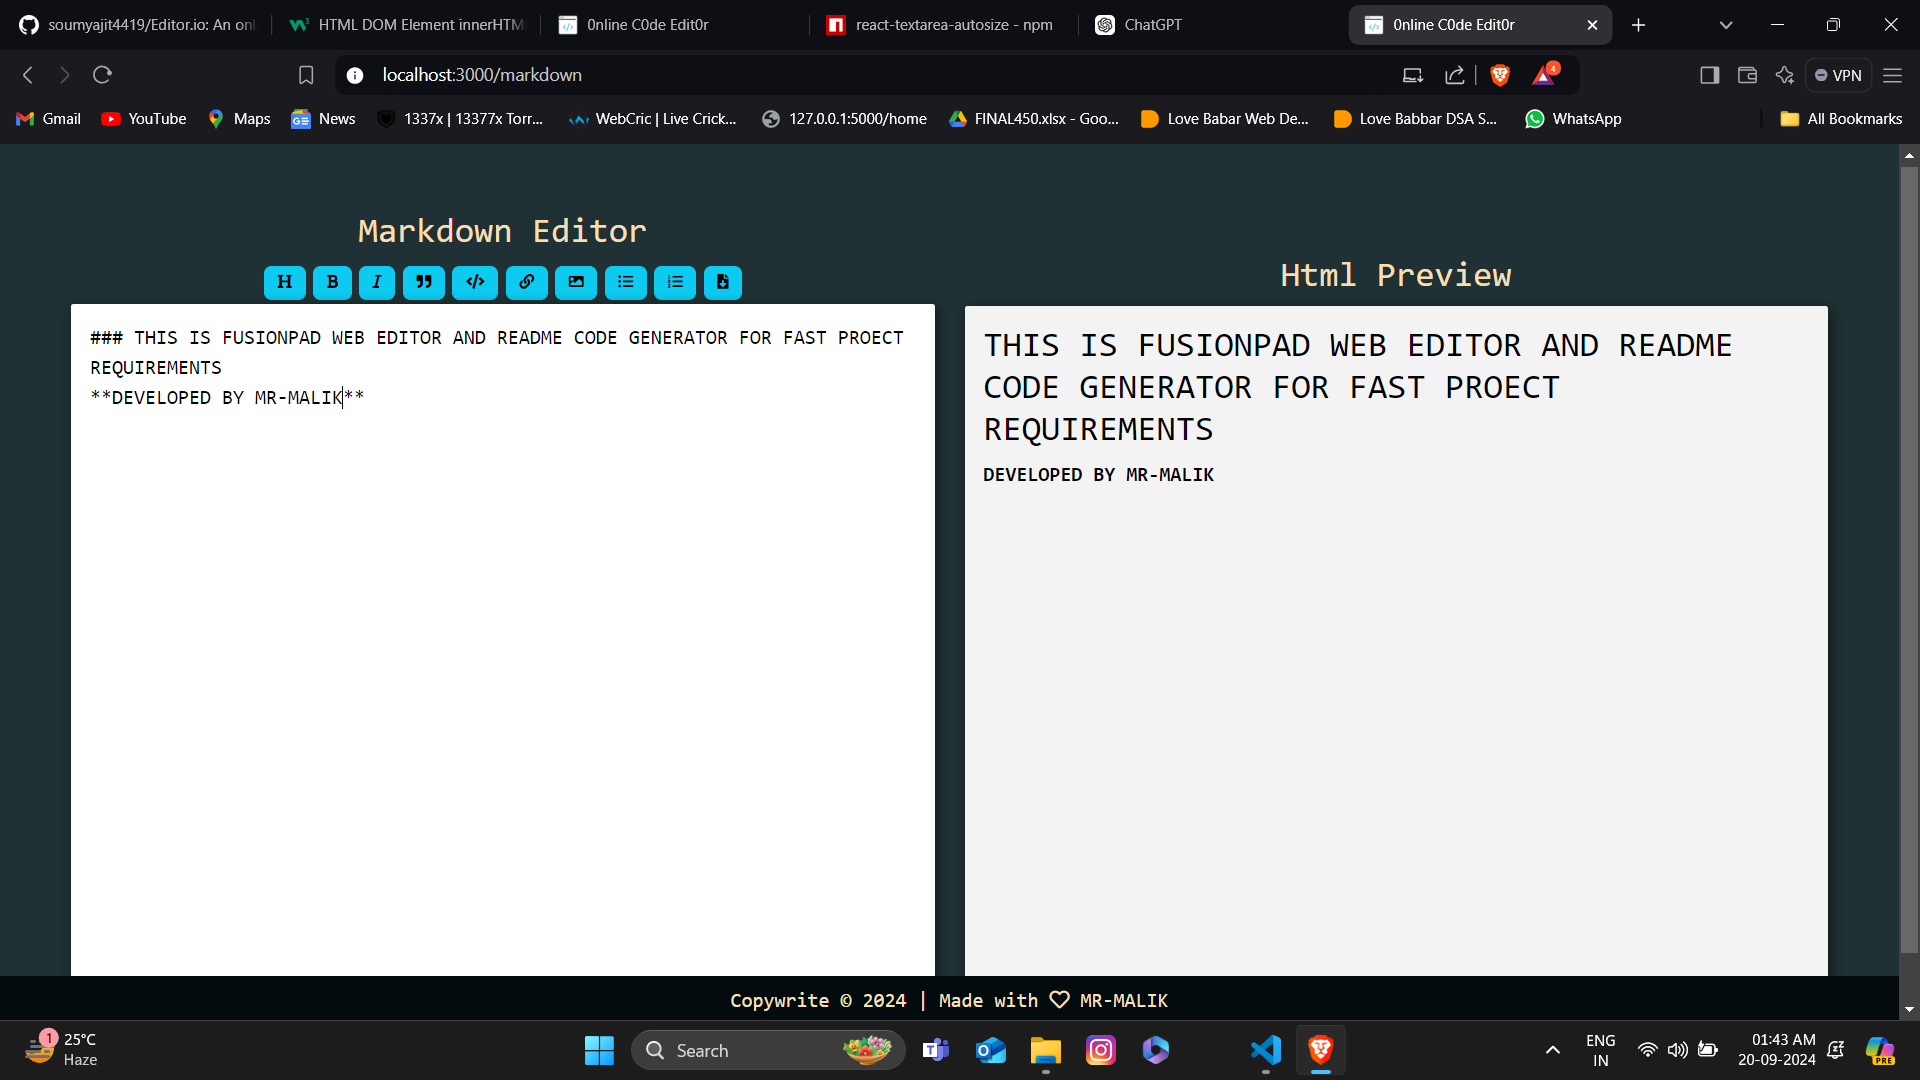 soumyajit4419/Editor.io: An onl
HTML DOM Element innerHTM
0nline C0de Edit0r
react-textarea-autosize - npm
ChatGPT
0nline C0de Edit0r
localhost:3000/markdown
4
VPN
Gmail
YouTube
Maps
News
1337x | 13377x Torr...
WebCric | Live Crick...
127.0.0.1:5000/home
FINAL450.xlsx - Goo...
Love Babar Web De...
Love Babbar DSA S...
WhatsApp
All Bookmarks
Markdown Editor
Html Preview
### THIS IS FUSIONPAD WEB EDITOR AND README CODE GENERATOR FOR FAST PROECT
REQUIREMENTS
**DEVELOPED BY MR-MALIK**
THIS IS FUSIONPAD WEB EDITOR AND README
CODE GENERATOR FOR FAST PROECT
REQUIREMENTS
DEVELOPED BY MR-MALIK
Copywrite © 2024 | Made with ♡ MR-MALIK
1
25°C
Haze
Search
ENG
IN
01:43 AM
20-09-2024
PRE